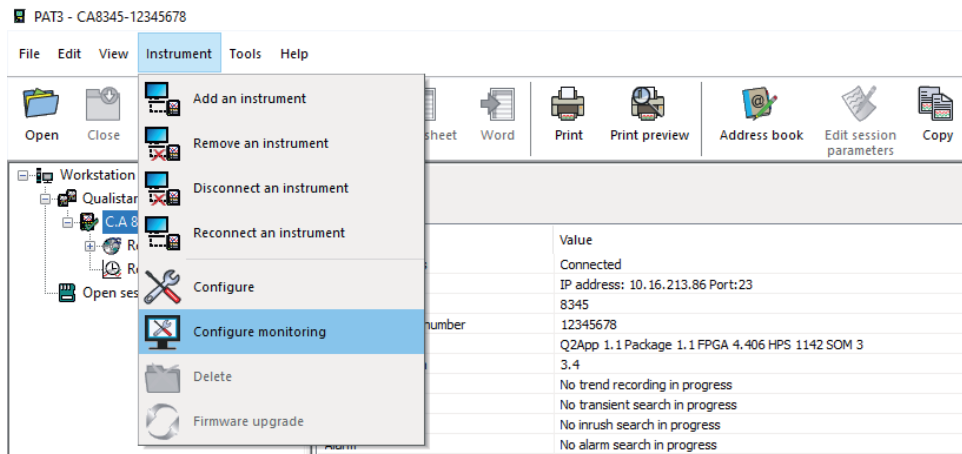 PAT3 - CA8345-12345678
File Edit View Instrument Tools Help
Add an instrument
Remove an instrument
Disconnect an instrument
Reconnect an instrument
Configure
Configure monitoring
Delete
Firmware upgrade
Open Close sheet Word Print Print preview Address book Edit session parameters Copy
Workstation
Qualistar
C.A 8
R
R
Open ses
Value
Connected
IP address: 10.16.213.86 Port:23
8345
number 12345678
Q2App 1.1 Package 1.1 FPGA 4.406 HPS 1142 SOM 3
3.4
No trend recording in progress
No transient search in progress
No inrush search in progress
Alarm No alarm search in progress